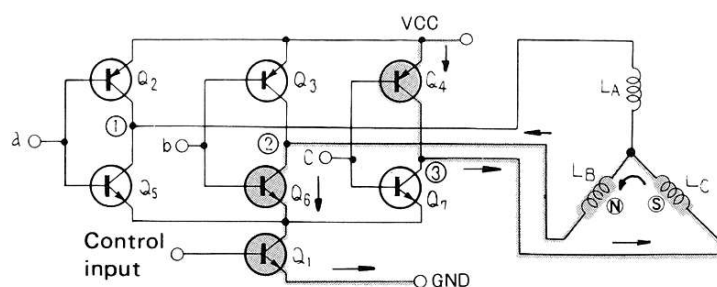 VCC
Q2
Q3
Q4
LA
a
①
b
②
C
③
LB
LC
Q5
Q6
Q7
N
S
Control
input
Q1
GND